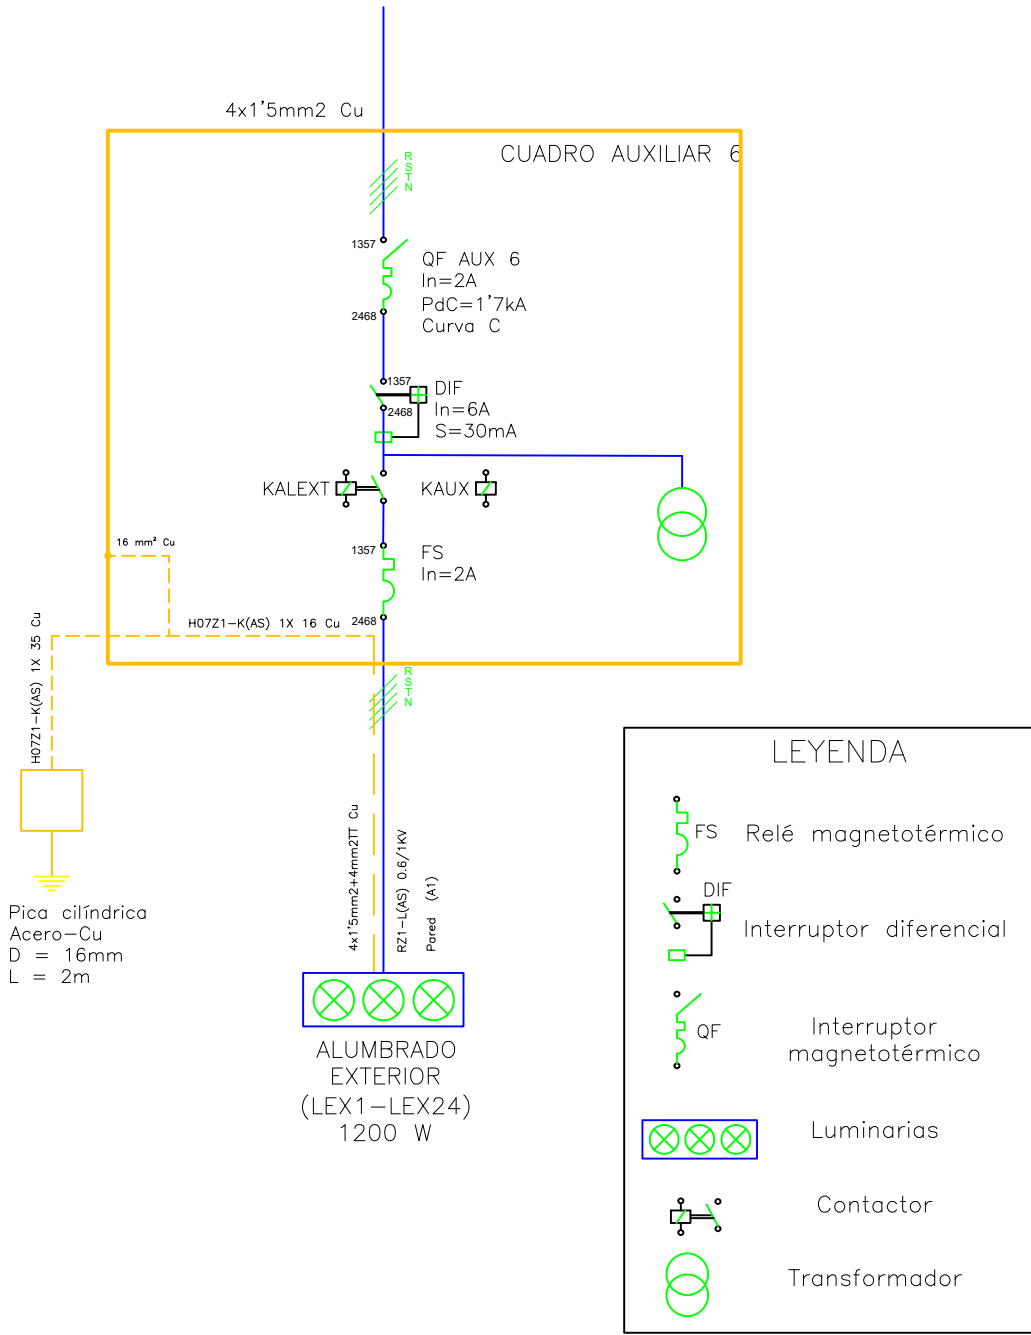 4x1'5mm2 Cu
CUADRO AUXILIAR 6
R
S
T
N
1357
QF AUX 6
In=2A
PdC=1'7kA
Curva C
2468
1357
DIF
In=6A
S=30mA
2468
KALEXT
KAUX
16 mm² Cu
1357
FS
In=2A
H07Z1-K(AS) 1X 16 Cu
2468
H07Z1-K(AS) 1X 35 Cu
R
S
T
N
4x1'5mm2+4mm2TT Cu
RZ1-L(AS) 0.6/1KV
Pared (A1)
Pica cilíndrica
Acero-Cu
D = 16mm
L = 2m
ALUMBRADO
EXTERIOR
(LEX1-LEX24)
1200 W
LEYENDA
FS
Relé magnetotérmico
DIF
Interruptor diferencial
QF
Interruptor
magnetotérmico
Luminarias
Contactor
Transformador